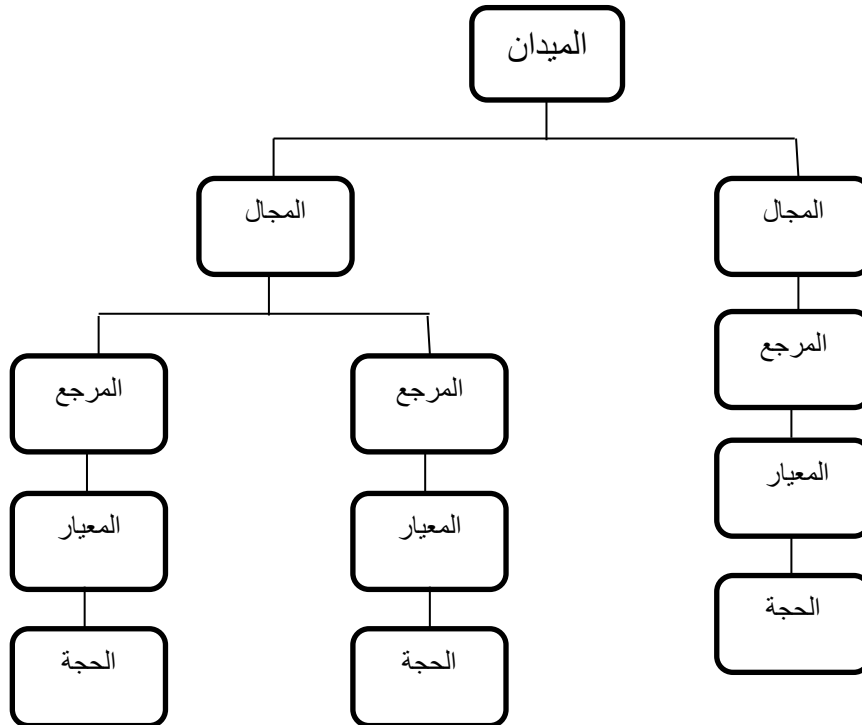 الميدان
المجال
المجال
المرجع
المرجع
المرجع
المعيار
المعيار
المعيار
الحجة
الحجة
الحجة